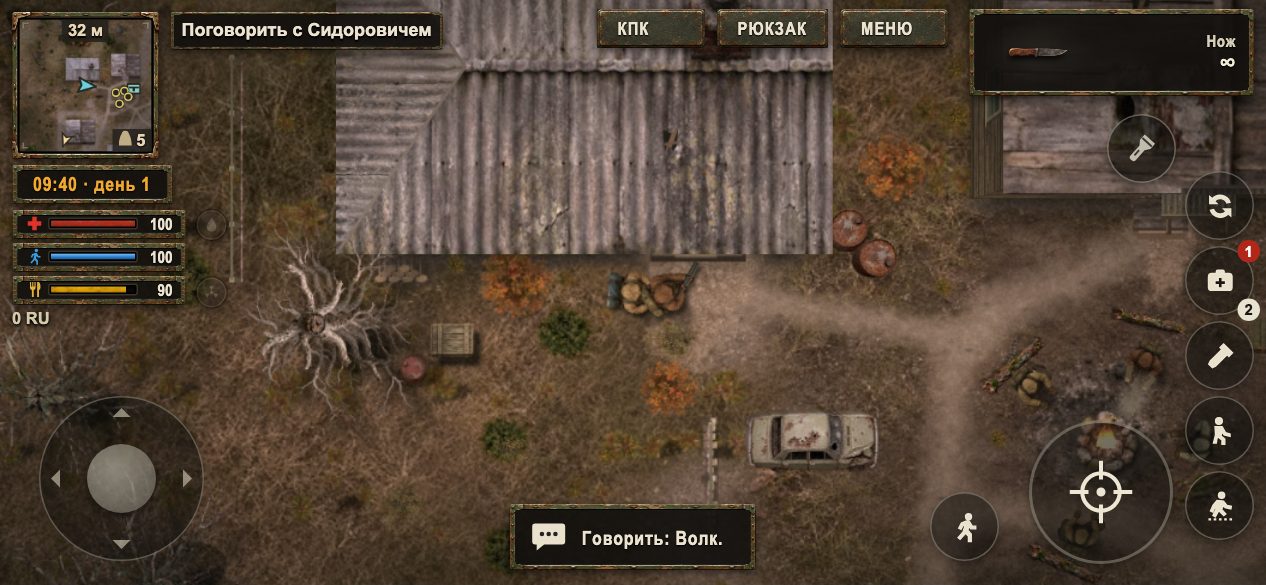 32 м
Поговорить с Сидоровичем
КПК
РЮКЗАК
МЕНЮ
Нож
∞
5
09:40 · день 1
100
100
90
0 RU
1
2
Говорить: Волк.